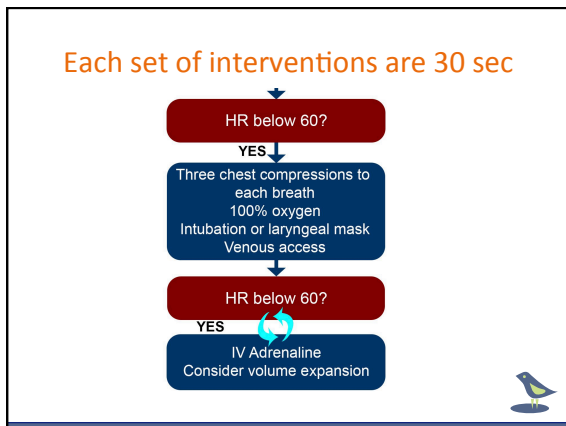 Each set of interventions are 30 sec
HR below 60?
YES
Three chest compressions to
each breath
100% oxygen
Intubation or laryngeal mask
Venous access
HR below 60?
YES
IV Adrenaline
Consider volume expansion